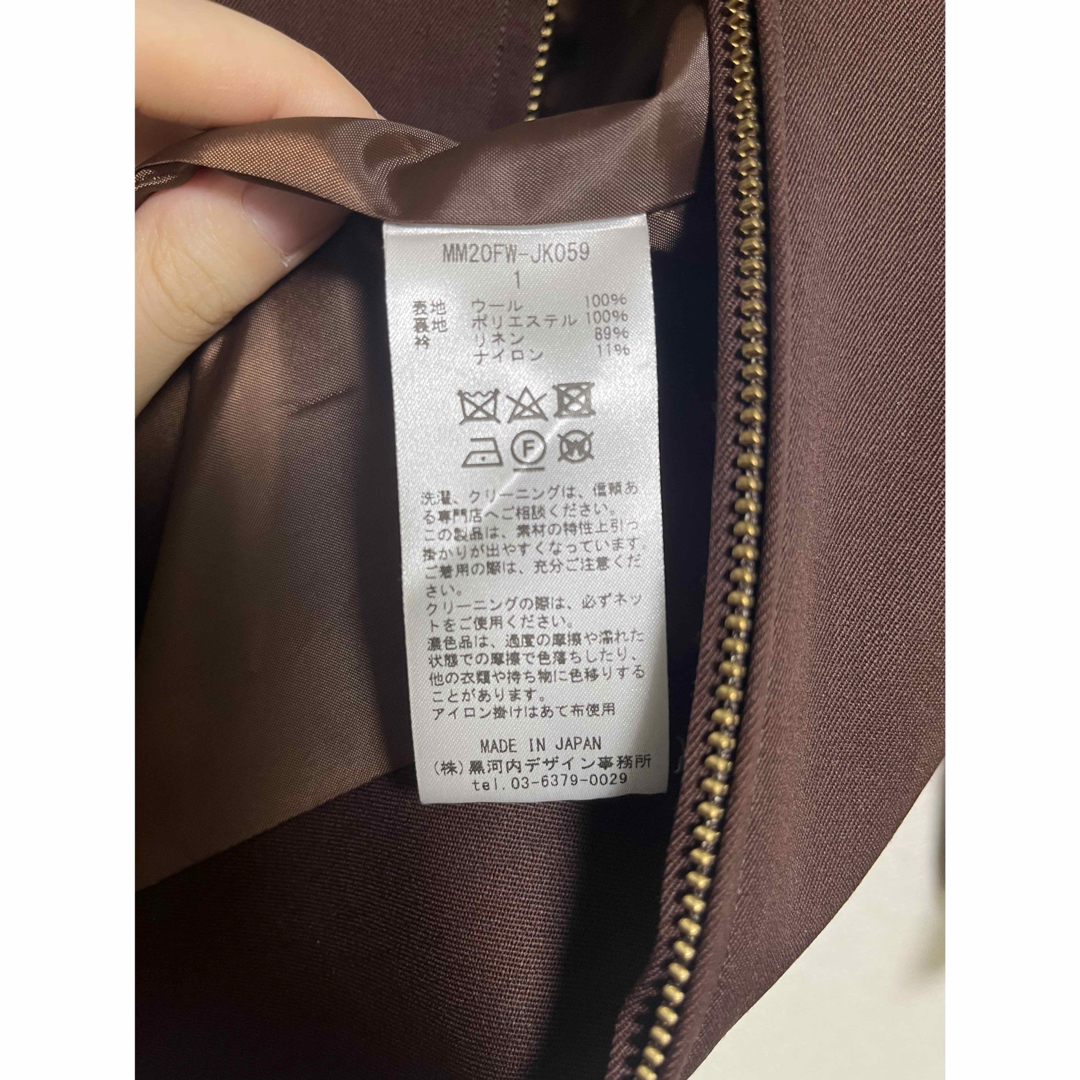 MM20FW-JK059
1
表地 ウール 100%
裏地 ポリエステル 100%
衿 リネン 89%
ナイロン 11%
F
W
洗濯、クリーニングは、信頼あ
る専門店へご相談ください。
この製品は、素材の特性上引っ
掛かりが出やすくなっています。
ご着用の際は、充分ご注意くだ
さい。
クリーニングの際は、必ずネッ
トをご使用ください。
濃色品は、過度の摩擦や濡れた
状態での摩擦で色落ちしたり、
他の衣類や持ち物に色移りする
ことがあります。
アイロン掛けはあて布使用
MADE IN JAPAN
(株)黒河内デザイン事務所
tel.03-6379-0029